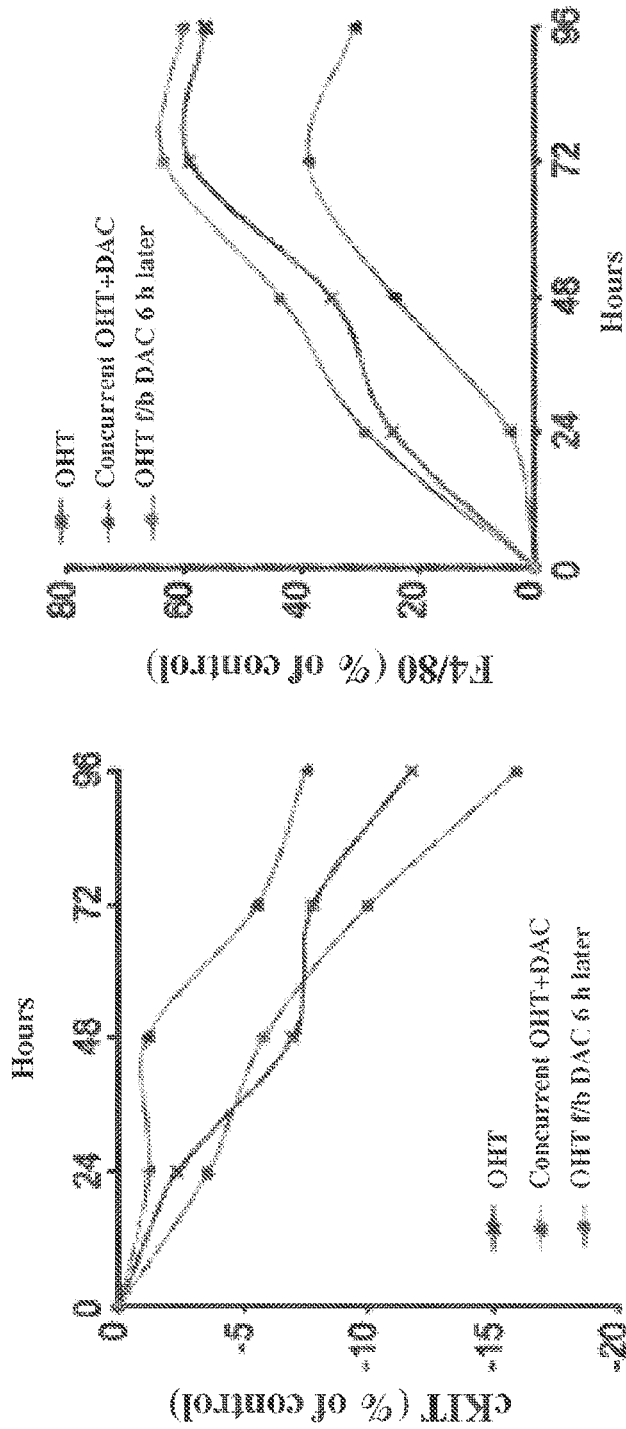 Hours
0
24
48
72
96
0
-5
-10
-15
-20
cKIT (% of control)
OHT
Concurrent OHT+DAC
OHT f/b DAC 6 h later
80
60
40
20
0
F4/80 (% of control)
OHT
Concurrent OHT+DAC
OHT f/b DAC 6 h later
0
24
48
72
96
Hours